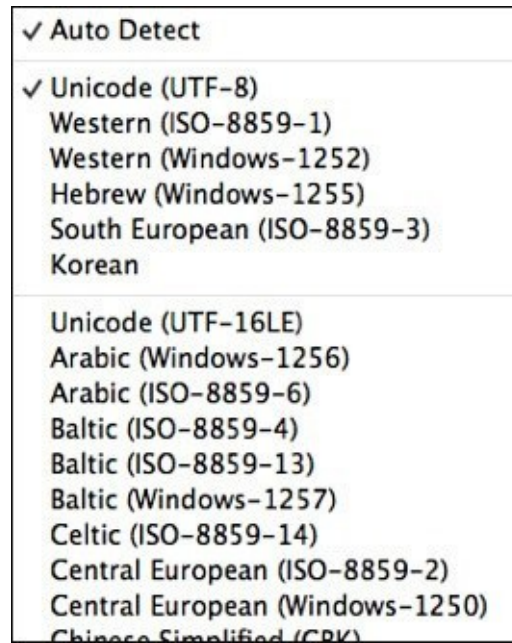 ✓ Auto Detect
✓ Unicode (UTF-8)
Western (ISO-8859-1)
Western (Windows-1252)
Hebrew (Windows-1255)
South European (ISO-8859-3)
Korean
Unicode (UTF-16LE)
Arabic (Windows-1256)
Arabic (ISO-8859-6)
Baltic (ISO-8859-4)
Baltic (ISO-8859-13)
Baltic (Windows-1257)
Celtic (ISO-8859-14)
Central European (ISO-8859-2)
Central European (Windows-1250)
Chinese Simplified